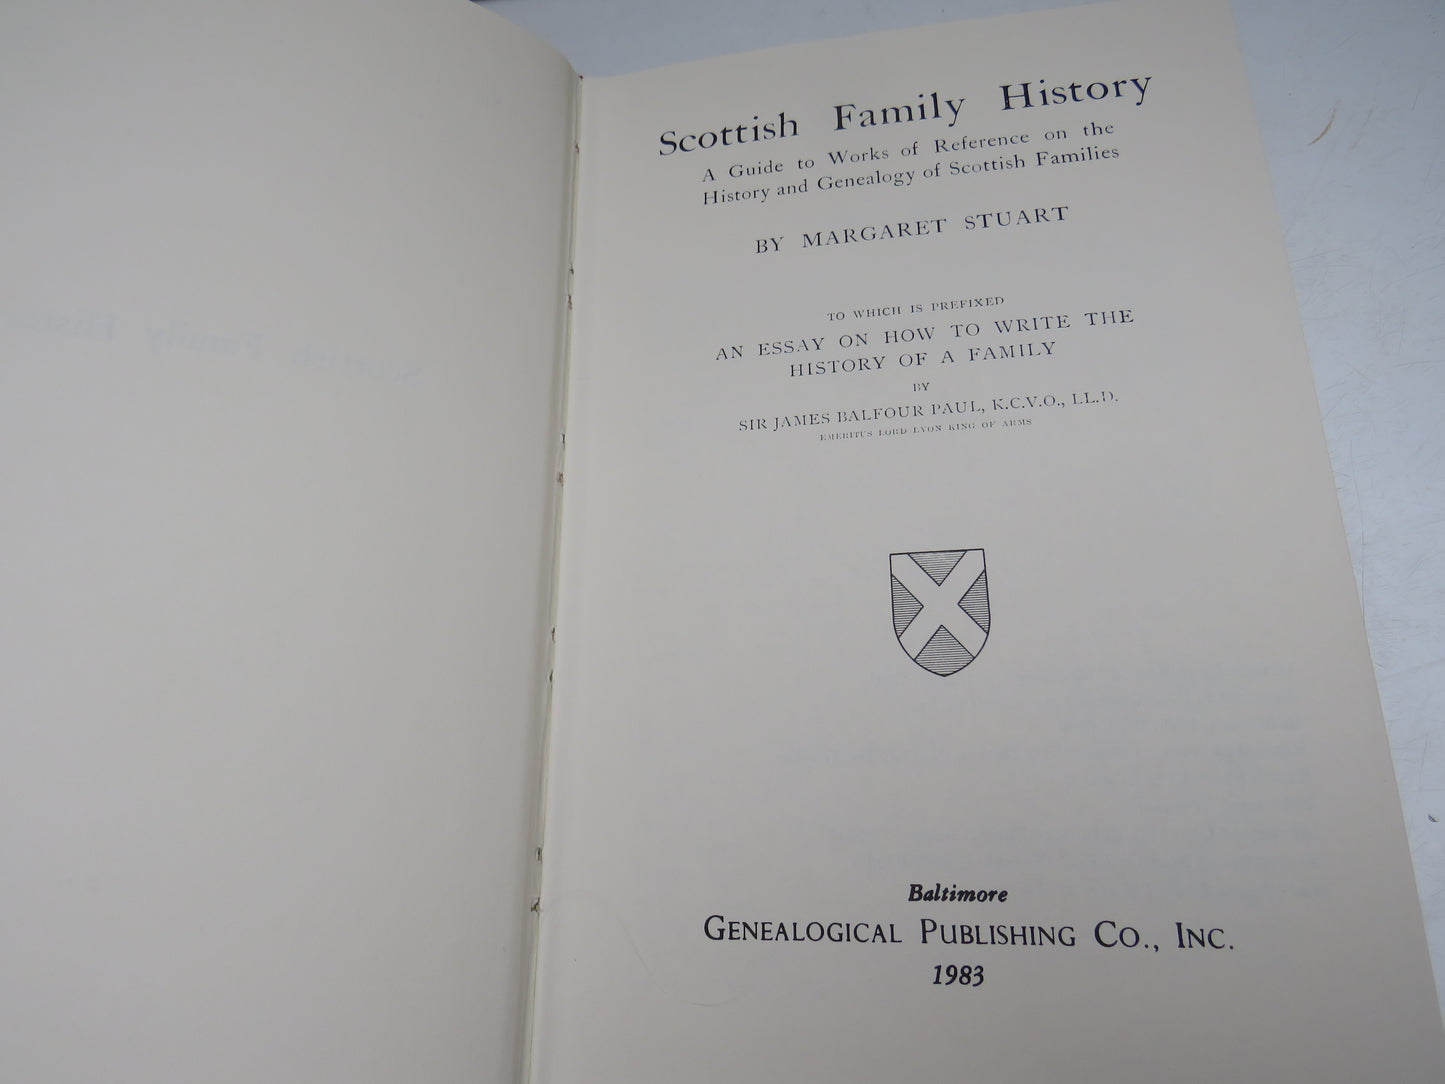 Scottish Family History
A Guide to Works of Reference on the
History and Genealogy of Scottish Families
BY MARGARET STUART
TO WHICH IS PREFIXED
AN ESSAY ON HOW TO WRITE THE
HISTORY OF A FAMILY
BY
SIR JAMES BALFOUR PAUL, K.C.V.O., LL.D.
EMERITUS LORD LYON KING OF ARMS
Baltimore
GENEALOGICAL PUBLISHING CO., INC.
1983